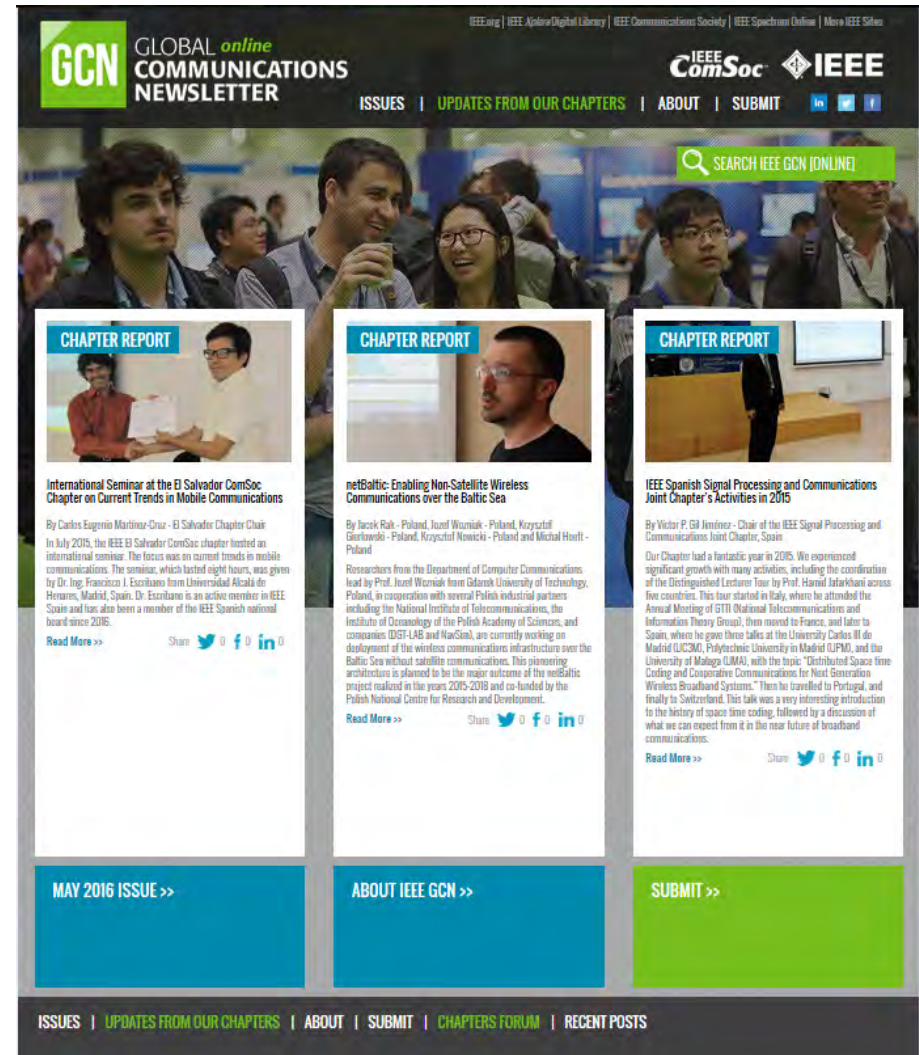 IEEE.org | IEEE Xplore Digital Library | IEEE Communications Society | IEEE Spectrum Online | More IEEE Sites
GCN
GLOBAL online
COMMUNICATIONS
NEWSLETTER
IEEE
ComSoc
IEEE
ISSUES | UPDATES FROM OUR CHAPTERS | ABOUT | SUBMIT
in
f
SEARCH IEEE GCN [ONLINE]
CHAPTER REPORT
International Seminar at the El Salvador ComSoc
Chapter on Current Trends in Mobile Communications
By Carlos Eugenio Martinez-Cruz - El Salvador Chapter Chair
In July 2015, the IEEE El Salvador ComSoc chapter hosted an
international seminar. The focus was on current trends in mobile
communications. The seminar, which lasted eight hours, was given
by Dr. Ing. Francisco J. Escribano from Universidad Alcalá de
Henares, Madrid, Spain. Dr. Escribano is an active member in IEEE
Spain and has also been a member of the IEEE Spanish national
board since 2026.
Read More >>
Share 0 f 0 in 0
CHAPTER REPORT
netBaltic: Enabling Non-Satellite Wireless
Communications over the Baltic Sea
By Jacek Rak - Poland, Jozef Wozniak - Poland, Krzysztof
Gierlowski - Poland, Krzysztof Nowicki - Poland and Michal Hoeft -
Poland
Researchers from the Department of Computer Communications
lead by Prof. Jozef Wozniak from Gdansk University of Technology,
Poland, in cooperation with several Polish industrial partners
including the National Institute of Telecommunications, the
Institute of Oceanology of the Polish Academy of Sciences, and
companies (DGT-LAB and NavSim), are currently working on
deployment of the wireless communications infrastructure over the
Baltic Sea without satellite communications. This pioneering
architecture is planned to be the major outcome of the netBaltic
project realized in the years 2015-2018 and co-funded by the
Polish National Centre for Research and Development.
Read More >>
Share 0 f 0 in 0
CHAPTER REPORT
IEEE Spanish Signal Processing and Communications
Joint Chapter's Activities in 2015
By Victor P. Gil Jiménez - Chair of the IEEE Signal Processing and
Communications Joint Chapter, Spain
Our Chapter had a fantastic year in 2015. We experienced
significant growth with many activities, including the coordination
of the Distinguished Lecturer Tour by Prof. Hamid Jafarkhani across
five countries. This tour started in Italy, where he attended the
Annual Meeting of GTTI (National Telecommunications and
Information Theory Group), then moved to France, and later to
Spain, where he gave three talks at the University Carlos III de
Madrid (UC3M), Polytechnic University in Madrid (UPM), and the
University of Malaga (UMA), with the topic "Distributed Space time
Coding and Cooperative Communications for Next Generation
Wireless Broadband Systems." Then he travelled to Portugal, and
finally to Switzerland. This talk was a very interesting introduction
to the history of space time coding, followed by a discussion of
what we can expect from it in the near future of broadband
communications.
Read More >>
Share 0 f 0 in 0
MAY 2016 ISSUE >>
ABOUT IEEE GCN >>
SUBMIT >>
ISSUES | UPDATES FROM OUR CHAPTERS | ABOUT | SUBMIT | CHAPTERS FORUM | RECENT POSTS